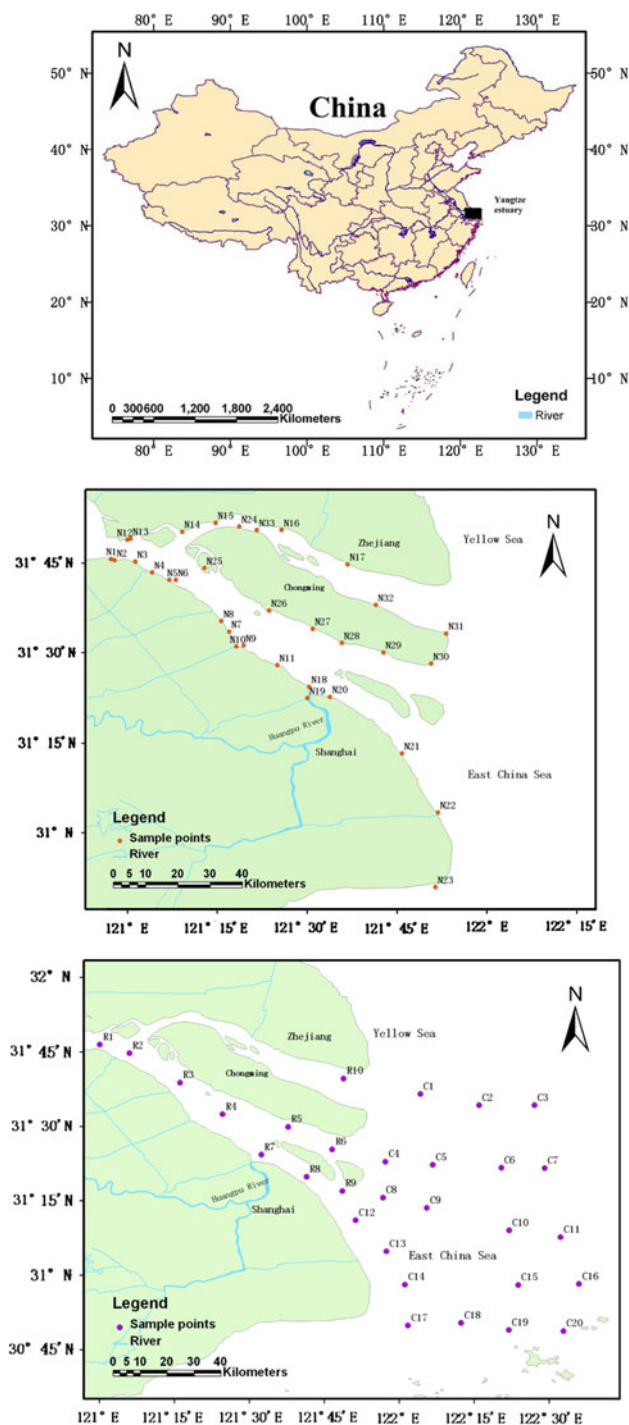 100° E 110° E 120° E
N
50° N 50° N
China
40° N 40° N
Yangtze
estuary
30° N 30° N
20° N 20° N
10° N 10° N
Legend
River
0 300600 1,200 1,800 2,400
Kilometers
80° E 90° E 100° E 110° E 120° E 130° E
N
N12 N13 N14 N15 N24 N33 N16
Zhejiang Yellow Sea
N17
31° 45′ N
N1 N2 N3 N4 N5 N6 N25
Chongming
N26 N32
N8 N7 N27 N28 N31
31° 30′ N
N10 N9 N29 N30
N11
N18
N19 N20
Huangpu River
31° 15′ N
Shanghai
N21
East China Sea
N22
31° N
Legend
Sample points
River
0 5 10 20 30 40
Kilometers
N23
121° E 121° 15′ E 121° 30′ E 121° 45′ E 122° E 122° 15′ E
32° N
N
R1 Zhejiang Yellow Sea
31° 45′ N
R2
Chongming
R3 R10
C1
C2 C3
31° 30′ N
R4
R5
R6
R7 C4 C5 C6 C7
R8
R9
Huangpu River
31° 15′ N
C8
Shanghai
C9
C12
C10 C11
C13 East China Sea
31° N
C14 C15 C16
Legend
Sample points
River
C17 C18 C19 C20
30° 45′ N
0 5 10 20 30 40
Kilometers
121° E 121° 15′ E 121° 30′ E 121° 45′ E 122° E 122° 15′ E 122° 30′ E